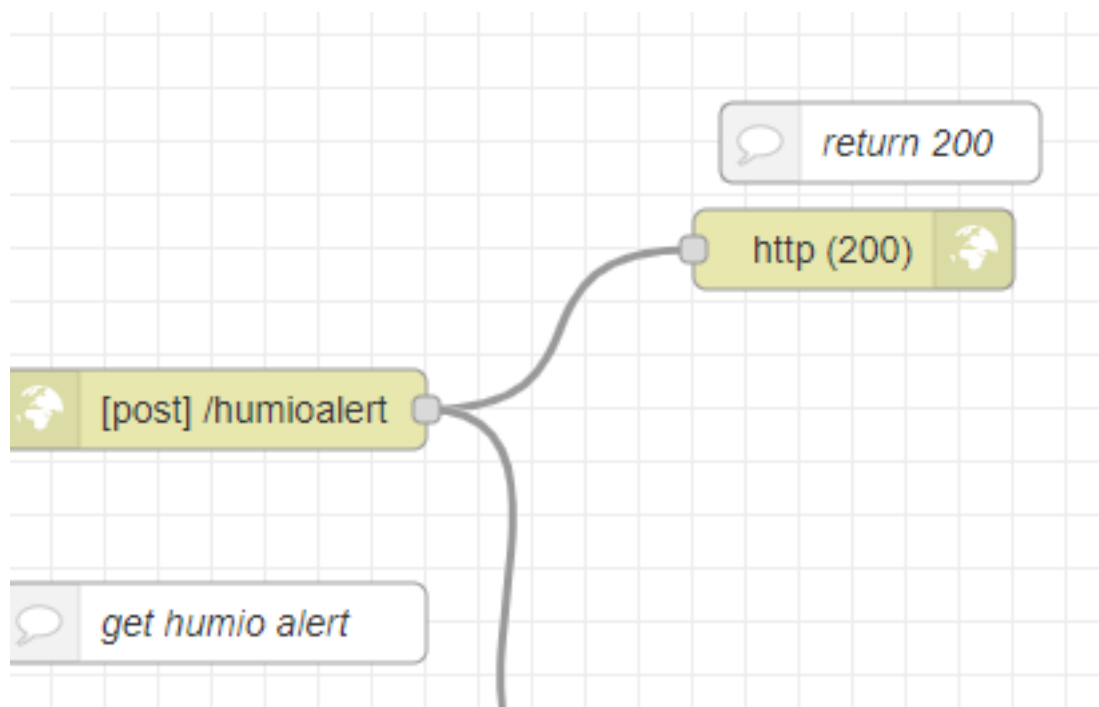 return 200
http (200)
[post] /humioalert
get humio alert